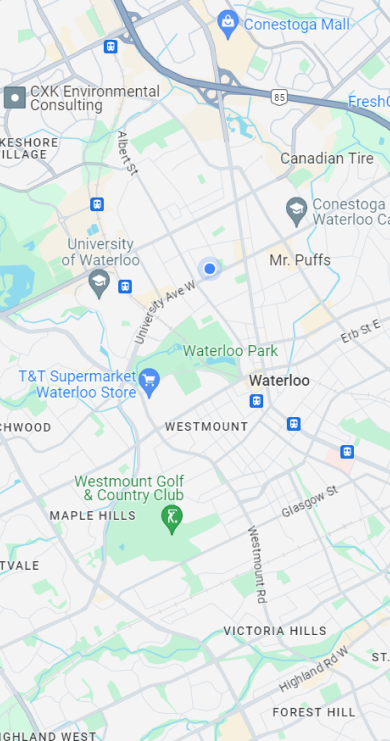 Conestoga Mall
CXK Environmental
Consulting
85
FreshC
KESHORE
ILLAGE
Albert St
Canadian Tire
Conestoga
Waterloo Ca
University
of Waterloo
Mr. Puffs
University Ave W
Erb St E
Waterloo Park
T&T Supermarket
Waterloo Store
Waterloo
CHWOOD
WESTMOUNT
Westmount Golf
& Country Club
Glasgow St
MAPLE HILLS
Westmount Rd
TVALE
VICTORIA HILLS
Highland Rd W
ST.
FOREST HILL
IGHLAND WEST